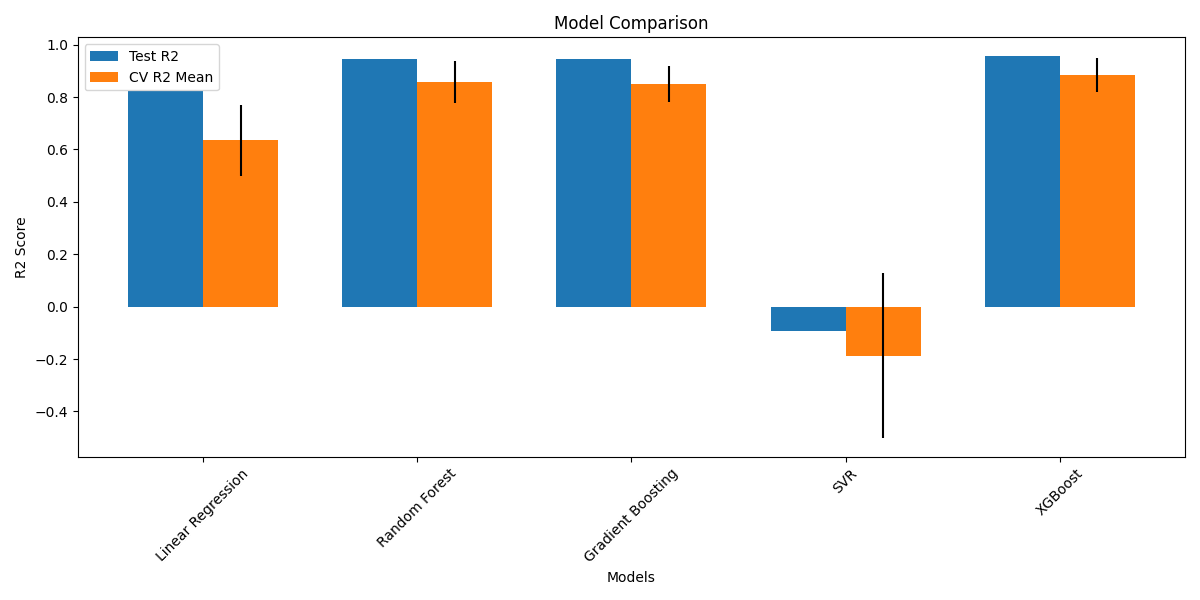 Model Comparison
Test R2
CV R2 Mean
R2 Score
1.0
0.8
0.6
0.4
0.2
0.0
−0.2
−0.4
Linear Regression
Random Forest
Gradient Boosting
SVR
XGBoost
Models